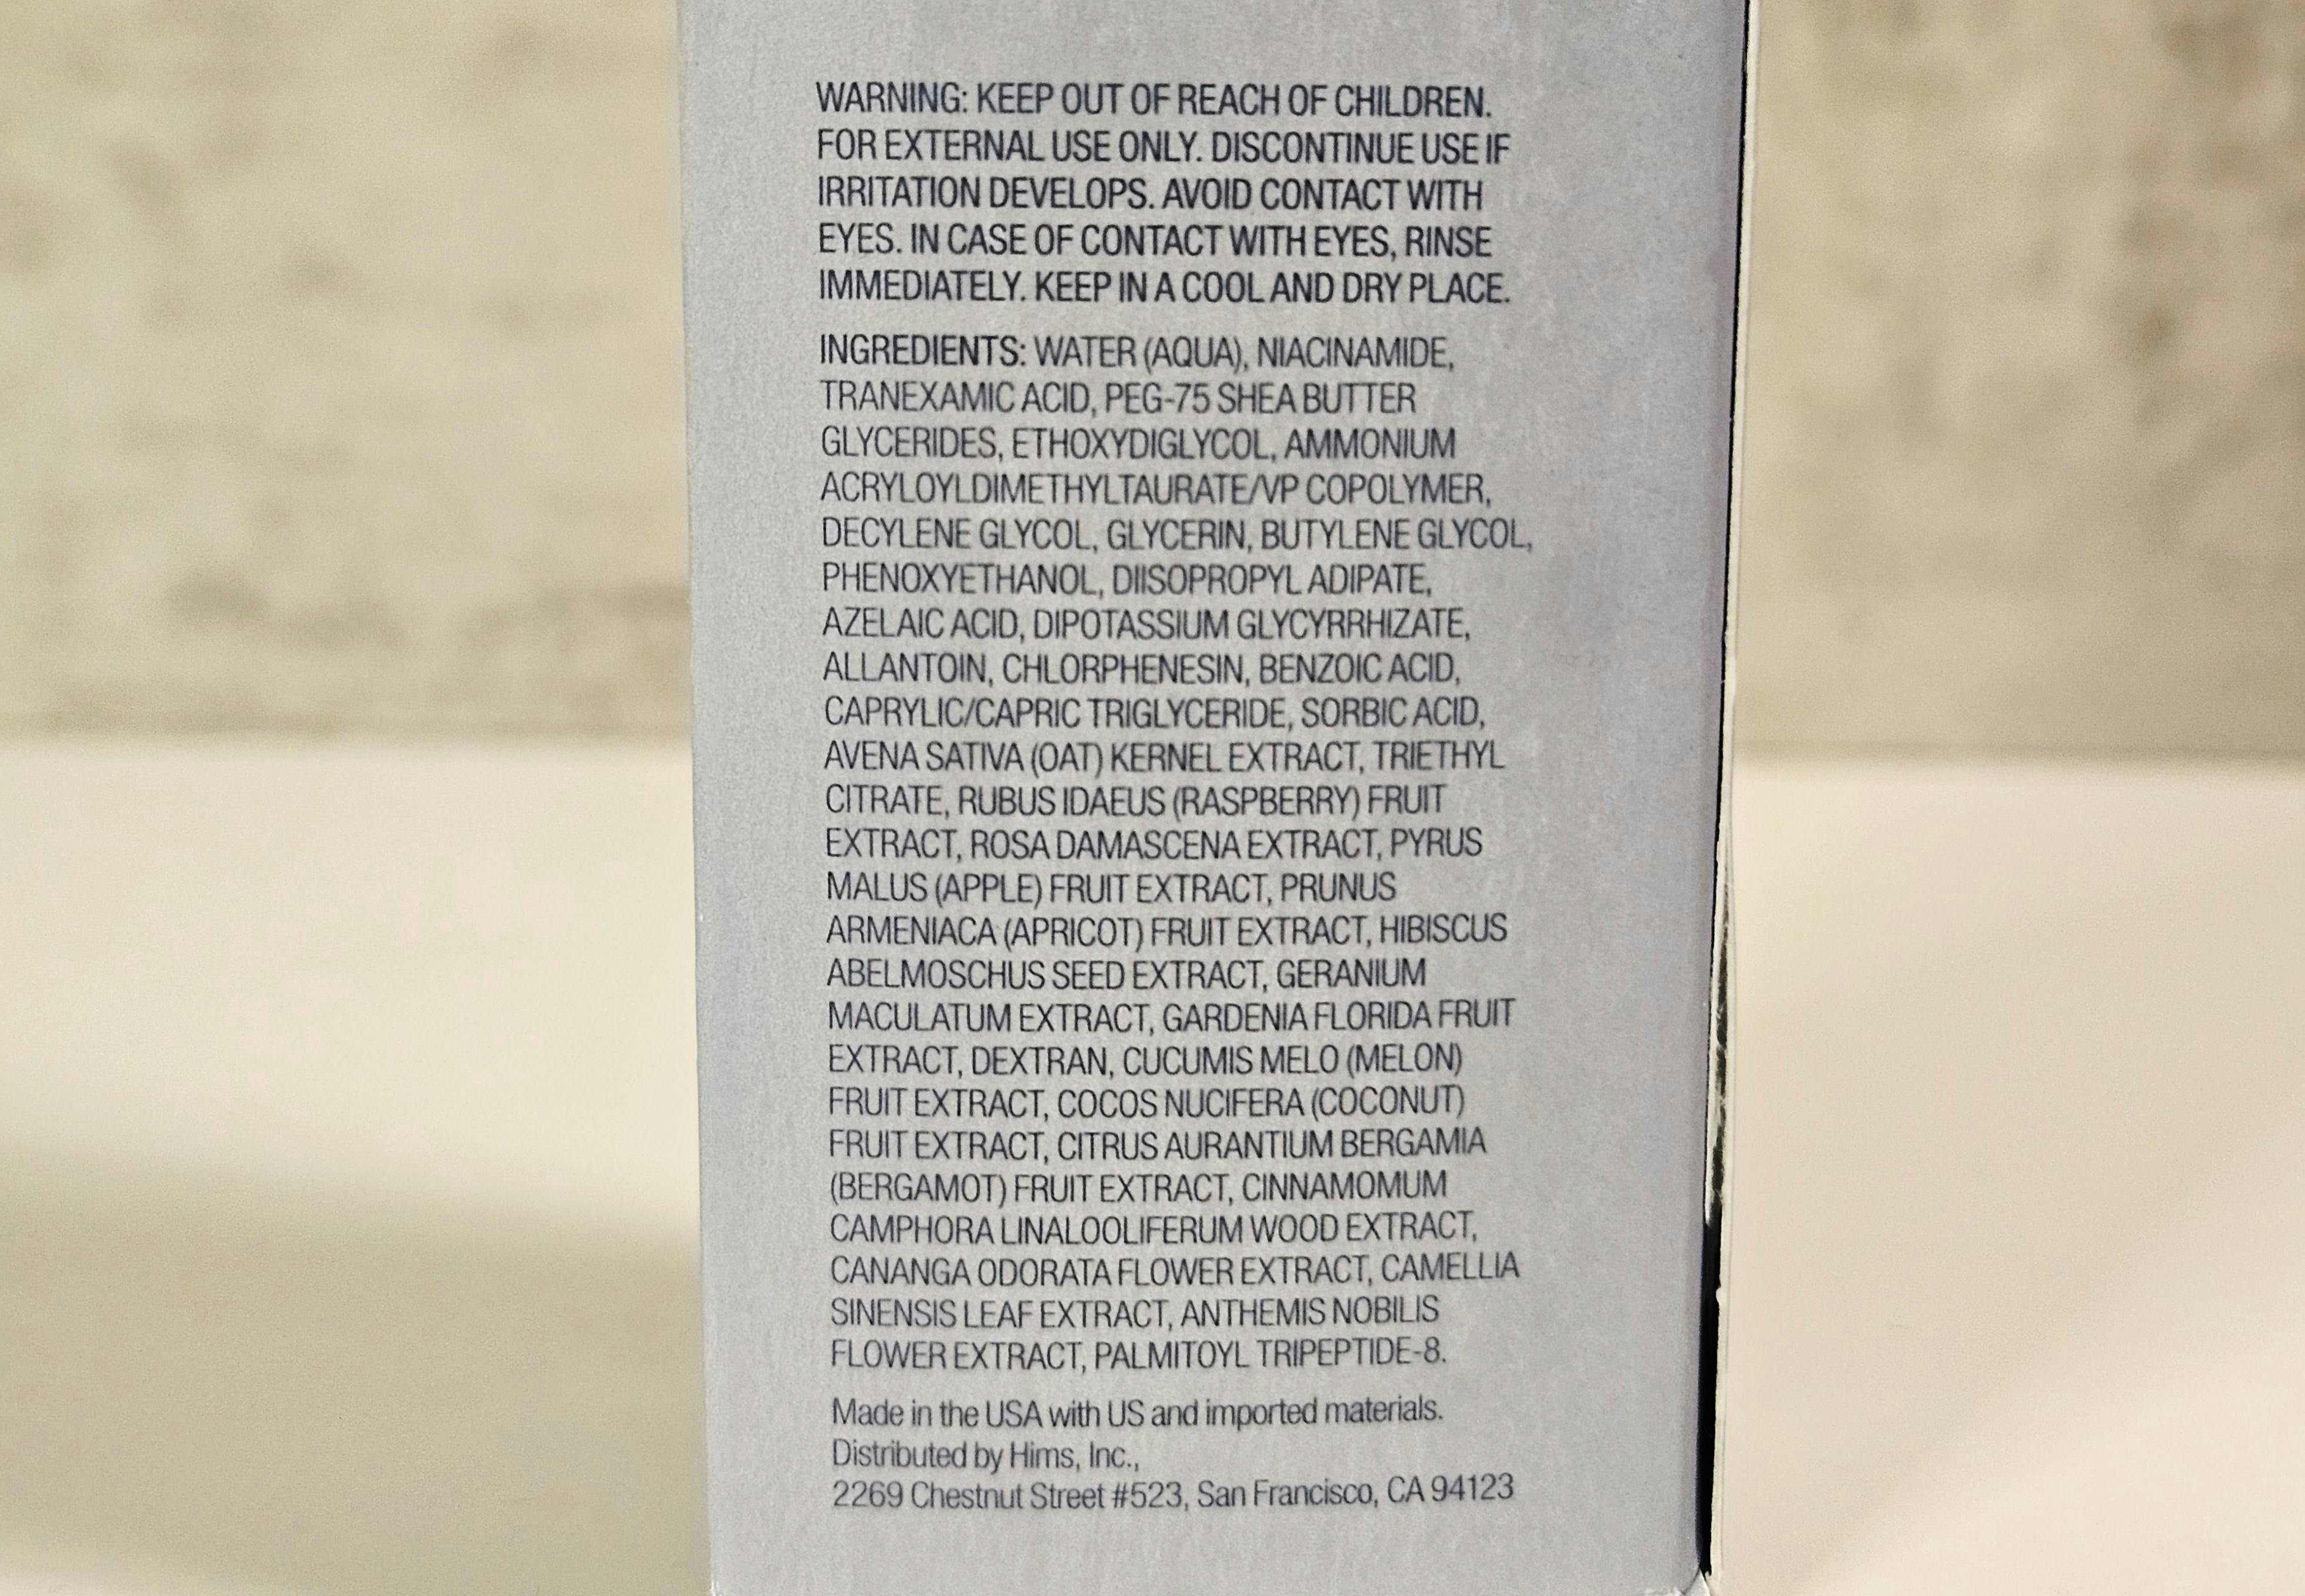 WARNING: KEEP OUT OF REACH OF CHILDREN.
FOR EXTERNAL USE ONLY. DISCONTINUE USE IF
IRRITATION DEVELOPS. AVOID CONTACT WITH
EYES. IN CASE OF CONTACT WITH EYES, RINSE
IMMEDIATELY. KEEP IN A COOL AND DRY PLACE.
INGREDIENTS: WATER (AQUA), NIACINAMIDE,
TRANEXAMIC ACID, PEG-75 SHEA BUTTER
GLYCERIDES, ETHOXYDIGLYCOL, AMMONIUM
ACRYLOYLDIMETHYLTAURATE/VP COPOLYMER,
DECYLENE GLYCOL, GLYCERIN, BUTYLENE GLYCOL,
PHENOXYETHANOL, DIISOPROPYL ADIPATE,
AZELAIC ACID, DIPOTASSIUM GLYCYRRHIZATE,
ALLANTOIN, CHLORPHENESIN, BENZOIC ACID,
CAPRYLIC/CAPRIC TRIGLYCERIDE, SORBIC ACID,
AVENA SATIVA (OAT) KERNEL EXTRACT, TRIETHYL
CITRATE, RUBUS IDAEUS (RASPBERRY) FRUIT
EXTRACT, ROSA DAMASCENA EXTRACT, PYRUS
MALUS (APPLE) FRUIT EXTRACT, PRUNUS
ARMENIACA (APRICOT) FRUIT EXTRACT, HIBISCUS
ABELMOSCHUS SEED EXTRACT, GERANIUM
MACULATUM EXTRACT, GARDENIA FLORIDA FRUIT
EXTRACT, DEXTRAN, CUCUMIS MELO (MELON)
FRUIT EXTRACT, COCOS NUCIFERA (COCONUT)
FRUIT EXTRACT, CITRUS AURANTIUM BERGAMIA
(BERGAMOT) FRUIT EXTRACT, CINNAMOMUM
CAMPHORA LINALOOLIFERUM WOOD EXTRACT,
CANANGA ODORATA FLOWER EXTRACT, CAMELLIA
SINENSIS LEAF EXTRACT, ANTHEMIS NOBILIS
FLOWER EXTRACT, PALMITOYL TRIPEPTIDE-8.
Made in the USA with US and imported materials.
Distributed by Hims, Inc.,
2269 Chestnut Street #523, San Francisco, CA 94123